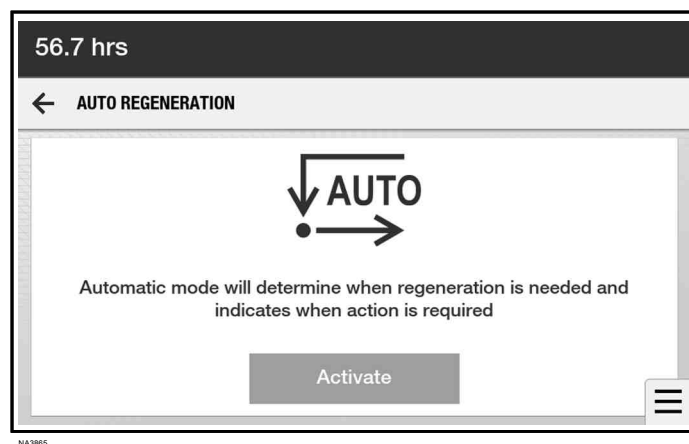 56.7 hrs
AUTO REGENERATION
AUTO
Automatic mode will determine when regeneration is needed and
indicates when action is required
Activate
NA3865